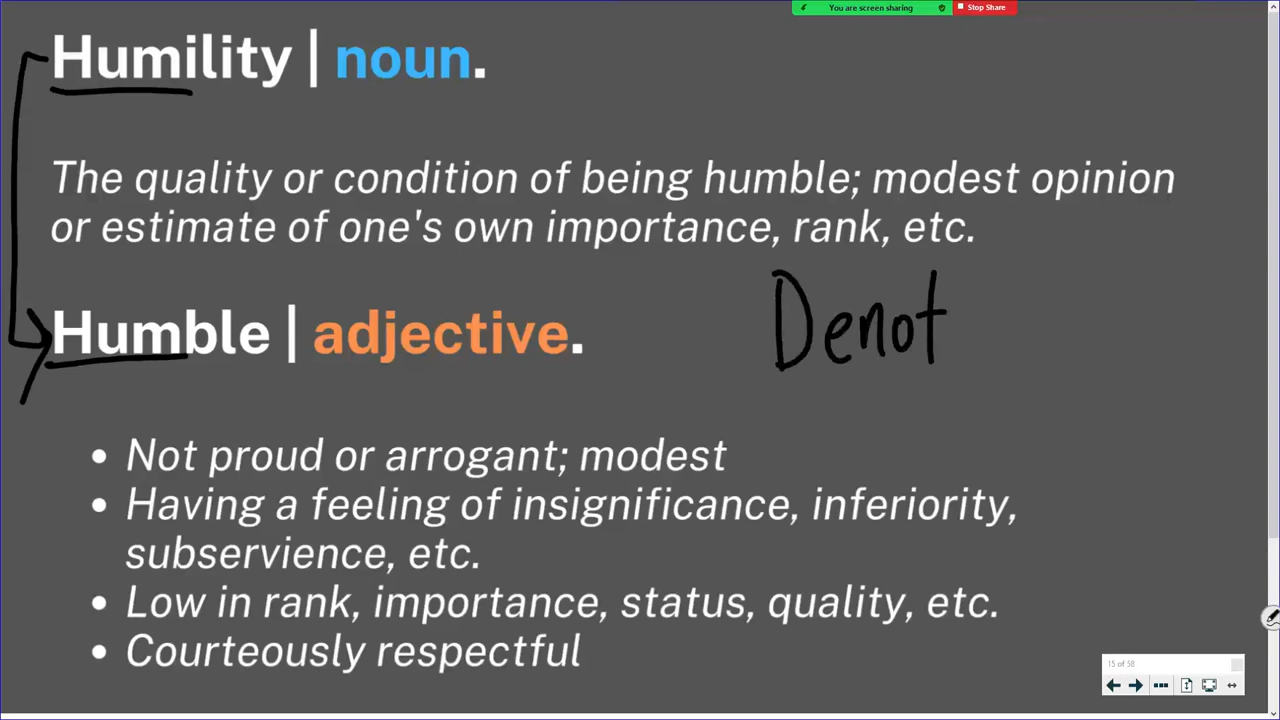 You are screen sharing Stop Share
Humility | noun.
The quality or condition of being humble; modest opinion
or estimate of one's own importance, rank, etc.
Denot
Humble | adjective.
• Not proud or arrogant; modest
• Having a feeling of insignificance, inferiority,
subservience, etc.
• Low in rank, importance, status, quality, etc.
• Courteously respectful
15 of 58